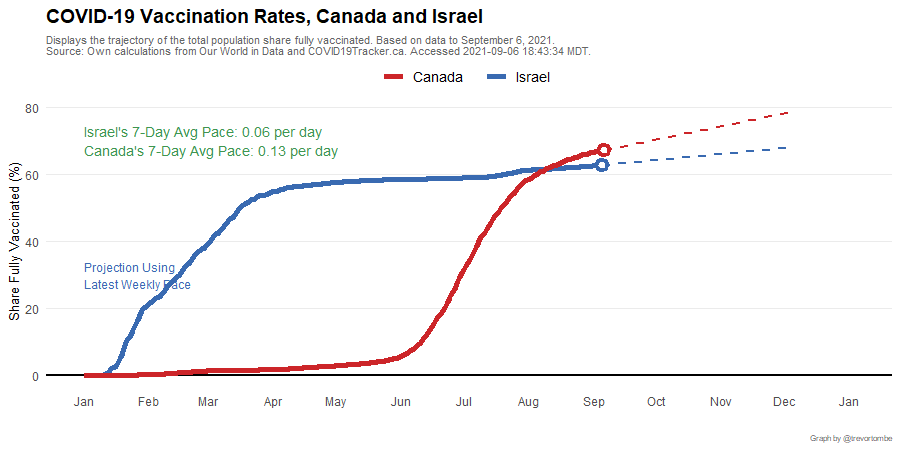 COVID-19 Vaccination Rates, Canada and Israel
Displays the trajectory of the total population share fully vaccinated. Based on data to September 6, 2021.
Source: Own calculations from Our World in Data and COVID19Tracker.ca. Accessed 2021-09-06 18:43:34 MDT.
Canada Israel
80
Israel's 7-Day Avg Pace: 0.06 per day
Canada's 7-Day Avg Pace: 0.13 per day
60
Share Fully Vaccinated (%)
40
Projection Using
Latest Weekly Pace
20
0
Jan Feb Mar Apr May Jun Jul Aug Sep Oct Nov Dec Jan
Graph by @trevortombe